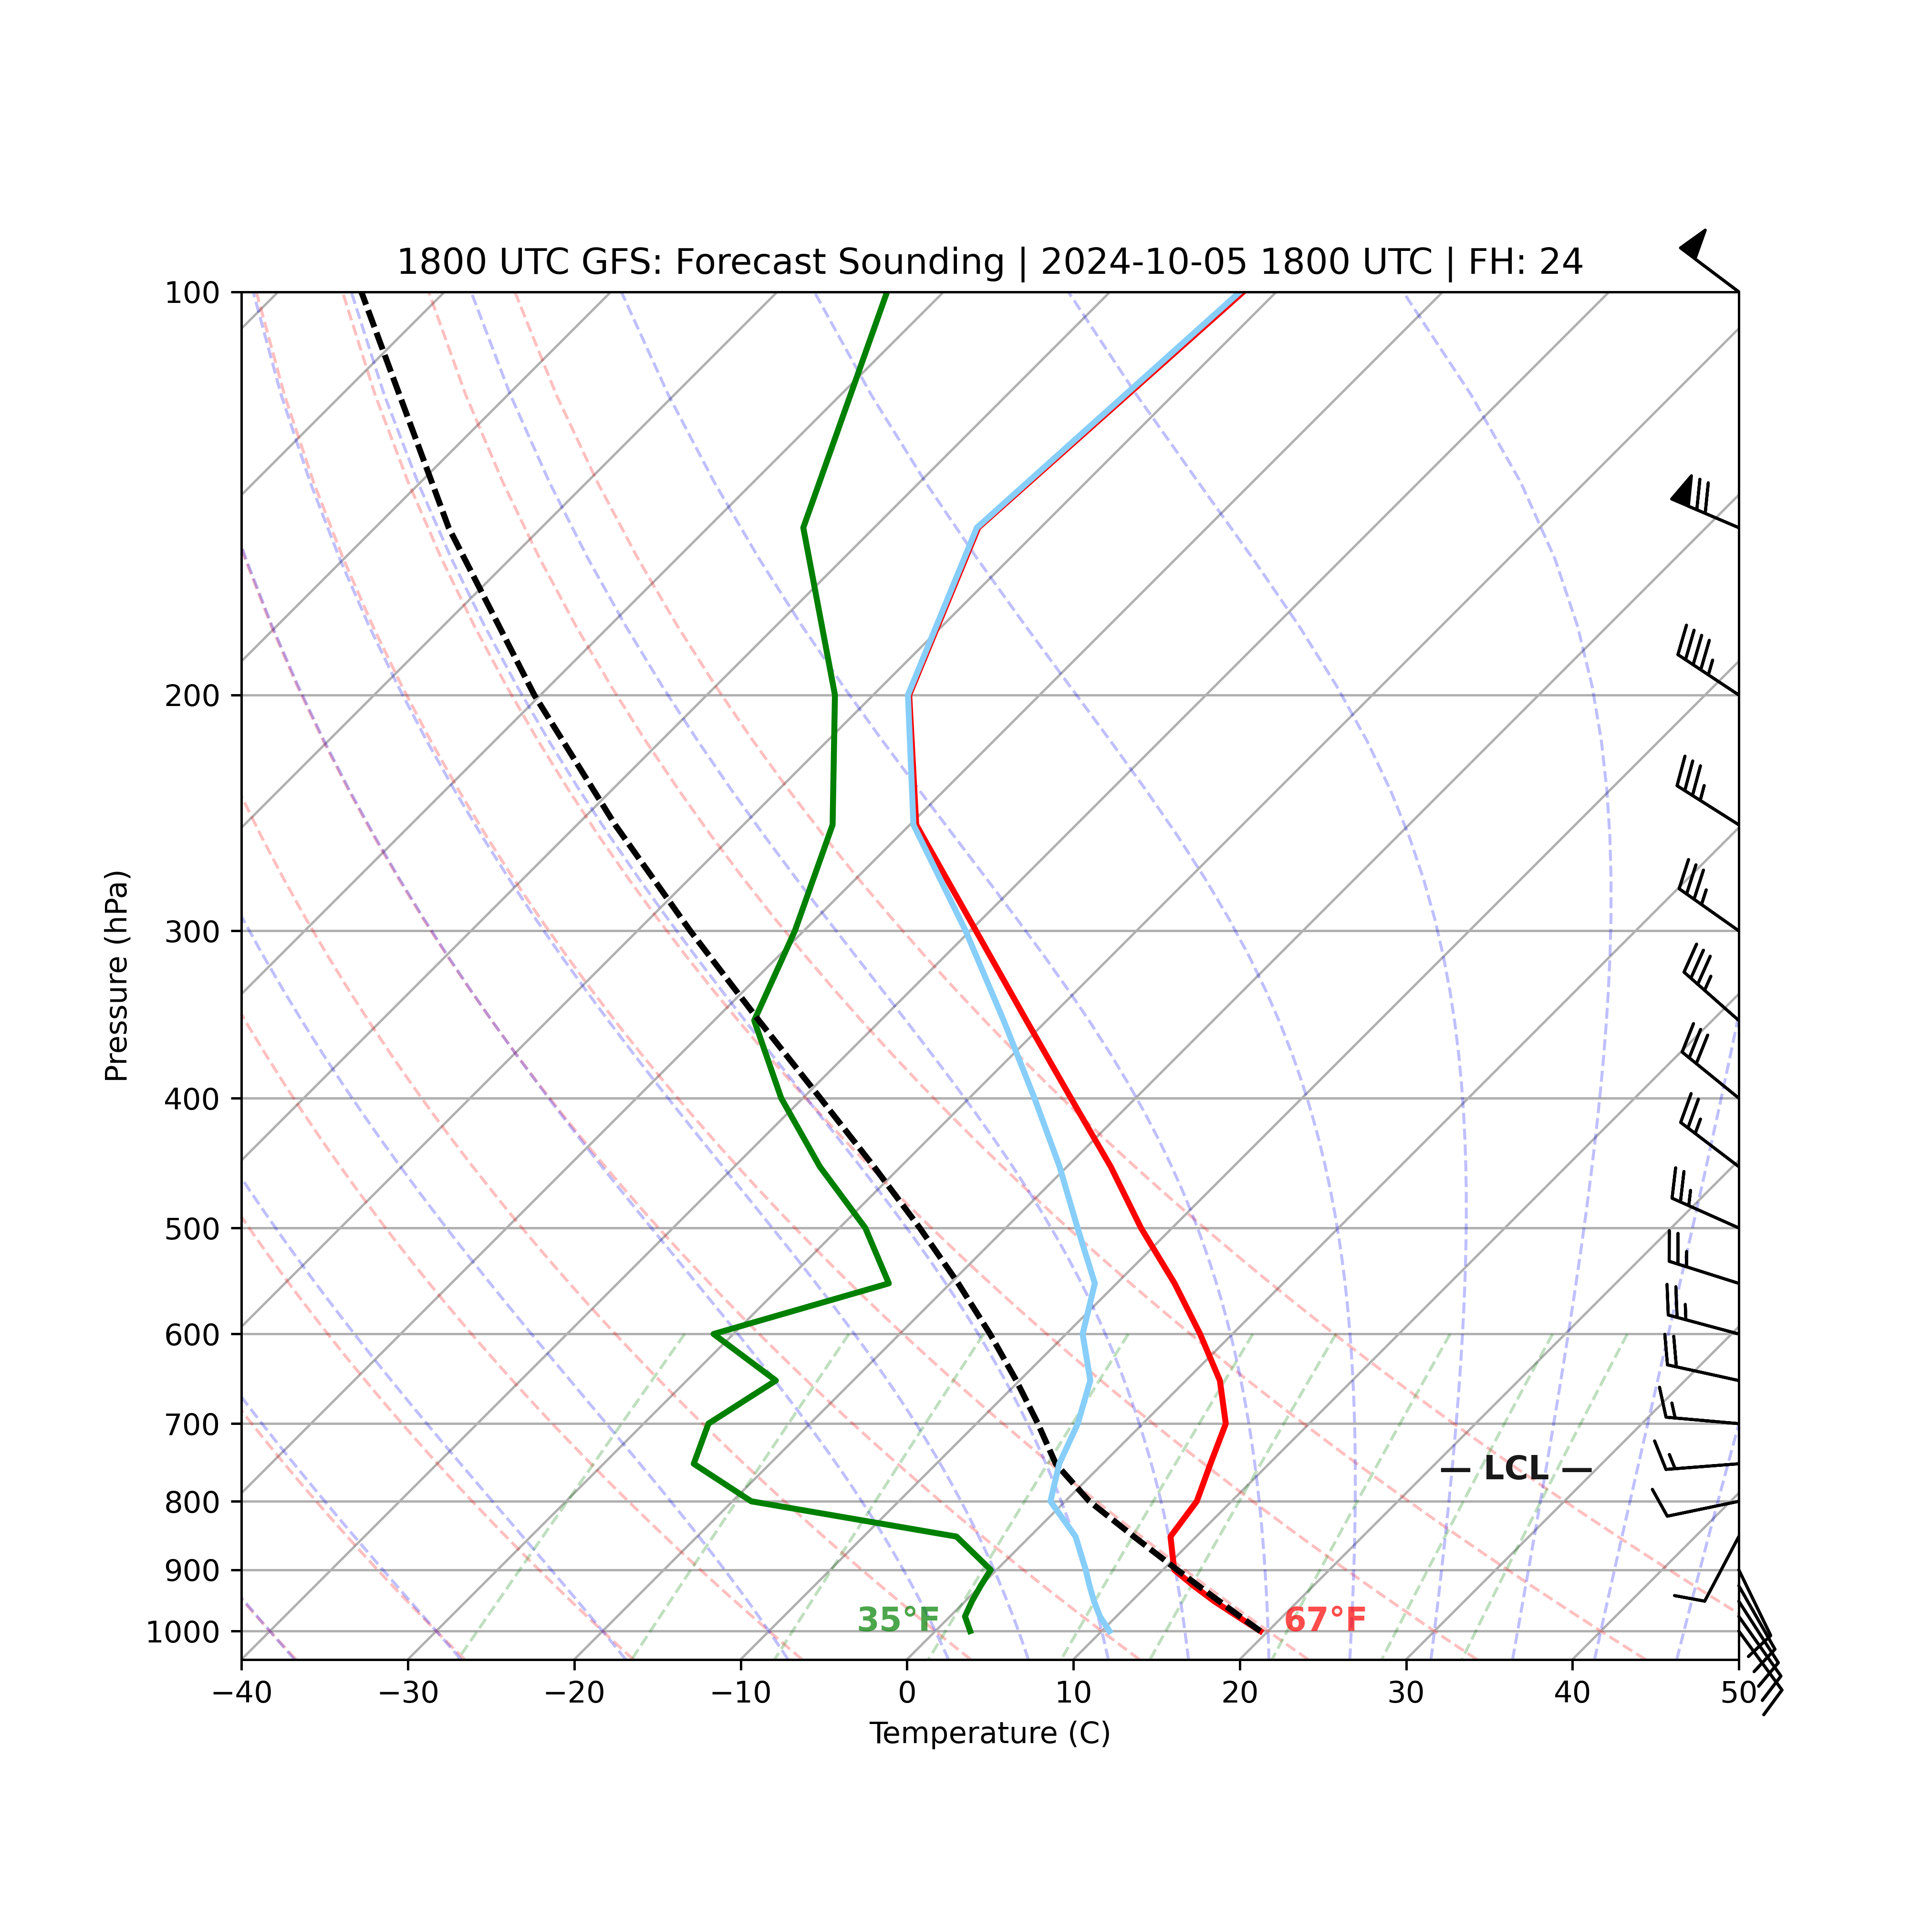 1800 UTC GFS: Forecast Sounding | 2024-10-05 1800 UTC | FH: 24
100
200
300
400
500
600
700
800
900
1000
Pressure (hPa)
— LCL —
35°F
67°F
−40 −30 −20 −10 0 10 20 30 40 50
Temperature (C)